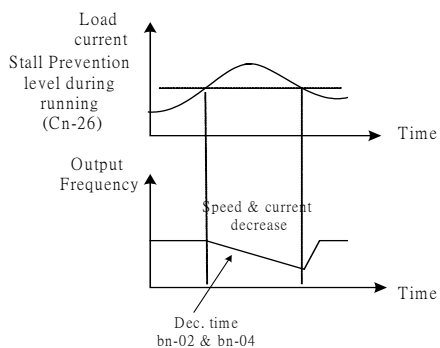 Load
current
Stall Prevention
level during
running
(Cn-26)
Time
Output
Frequency
Speed & current
decrease
Time
Dec. time
bn-02 & bn-04